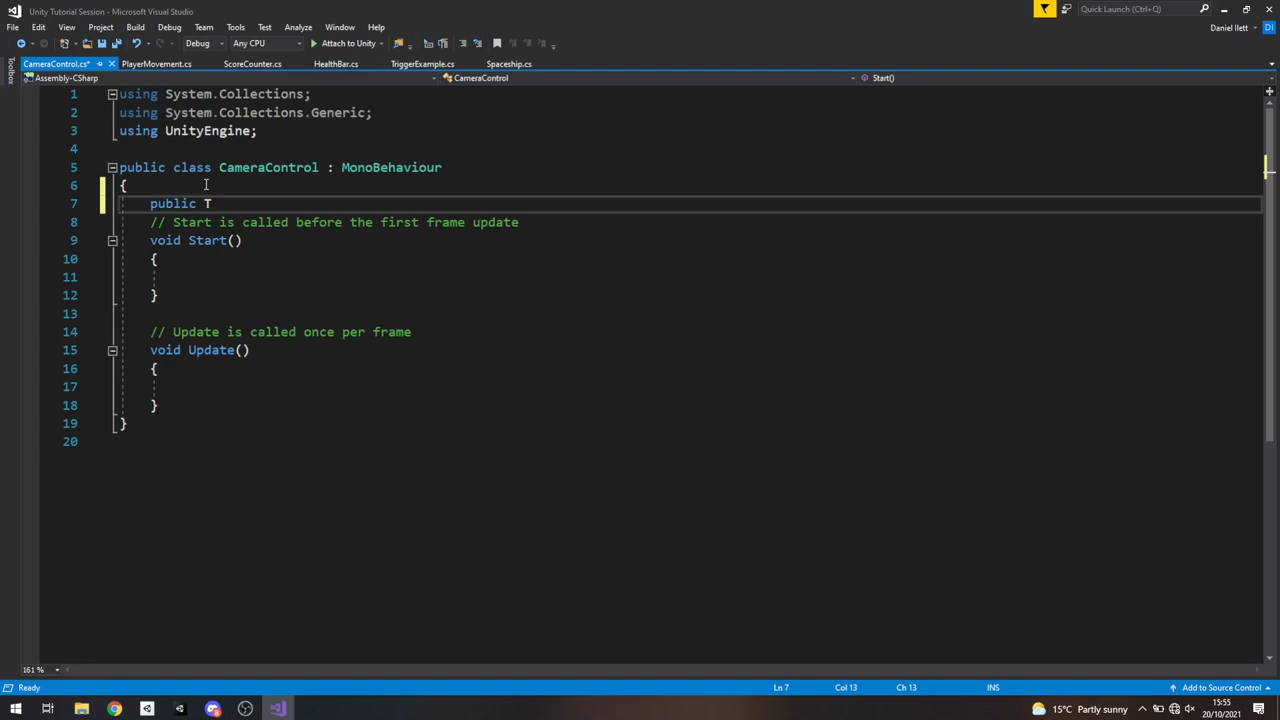 Unity Tutorial Session - Microsoft Visual Studio
Quick Launch (Ctrl+Q)
File Edit View Project Build Debug Team Tools Test Analyze Window Help
Daniel Ilett DI
Debug Any CPU Attach to Unity
Toolbox
CameraControl.cs* PlayerMovement.cs ScoreCounter.cs HealthBar.cs TriggerExample.cs Spaceship.cs
Assembly-CSharp CameraControl Start()
1 using System.Collections;
2 using System.Collections.Generic;
3 using UnityEngine;
4
5 public class CameraControl : MonoBehaviour
6 {
7 public T
8 // Start is called before the first frame update
9 void Start()
10 {
11
12 }
13
14 // Update is called once per frame
15 void Update()
16 {
17
18 }
19 }
20
161 %
Ready Ln 7 Col 13 Ch 13 INS Add to Source Control
15°C Partly sunny 15:55
20/10/2021